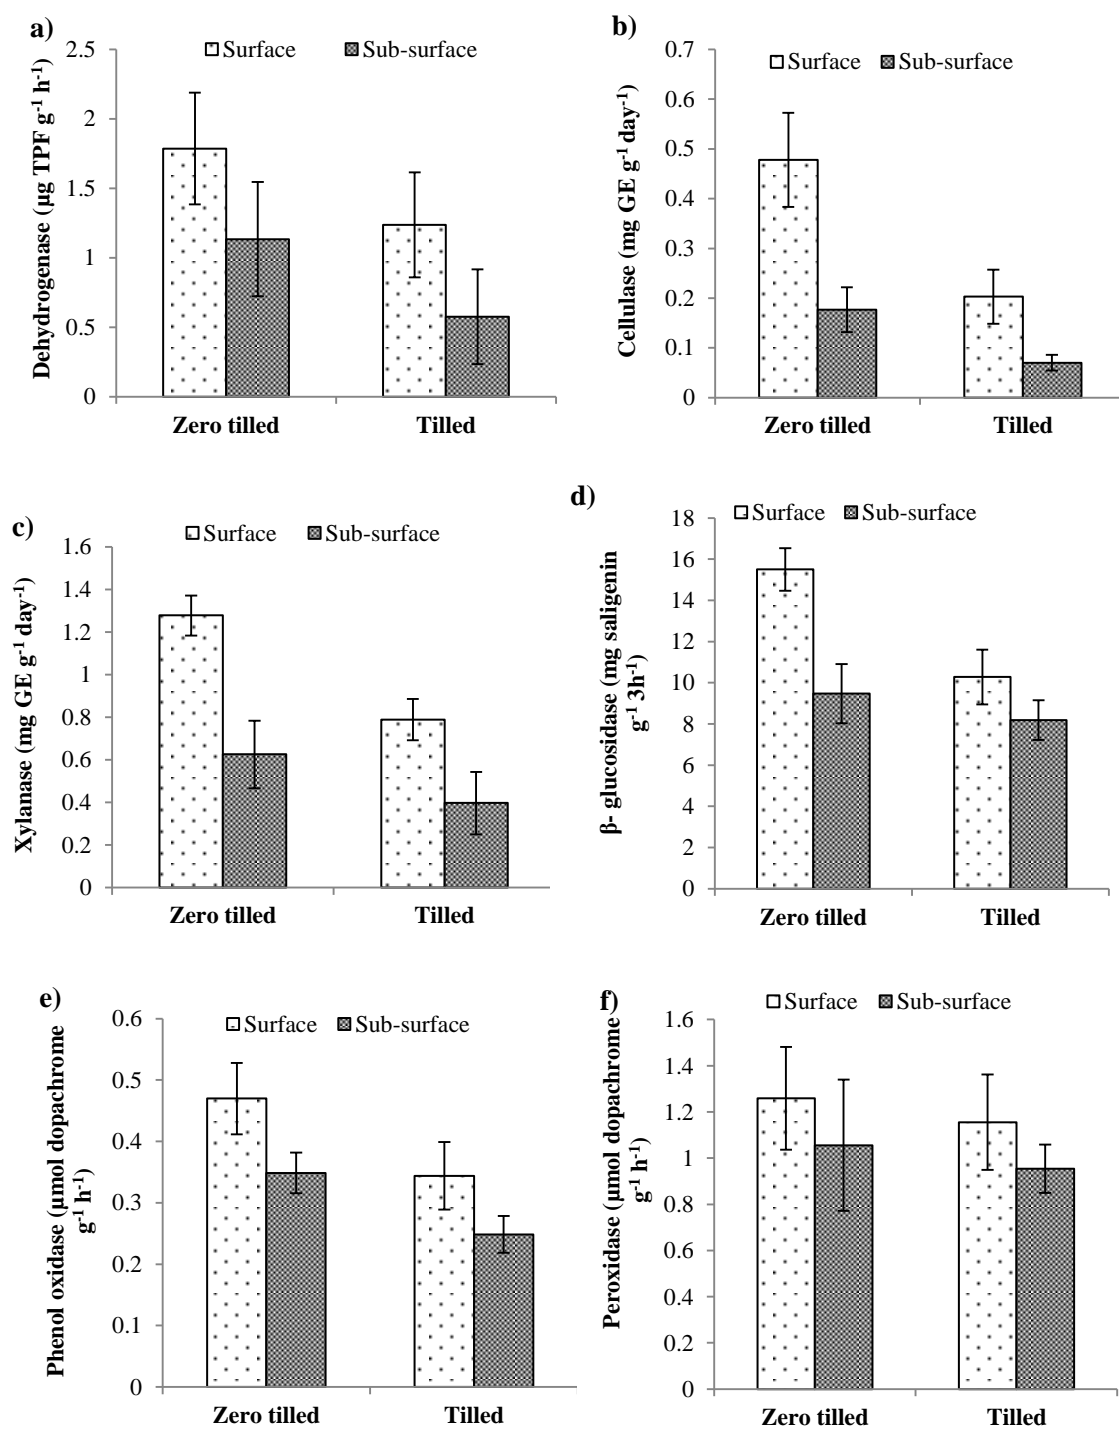 a)
Surface Sub-surface
Dehydrogenase (µg TPF g-1 h-1)
2.5
2
1.5
1
0.5
0
Zero tilled Tilled
b)
Surface Sub-surface
Cellulase (mg GE g-1 day-1)
0.7
0.6
0.5
0.4
0.3
0.2
0.1
0
Zero tilled Tilled
c)
Surface Sub-surface
Xylanase (mg GE g-1 day-1)
1.6
1.4
1.2
1
0.8
0.6
0.4
0.2
0
Zero tilled Tilled
d)
Surface Sub-surface
β- glucosidase (mg saligenin
g-1 3h-1)
18
16
14
12
10
8
6
4
2
0
Zero tilled Tilled
e)
Surface Sub-surface
Phenol oxidase (µmol dopachrome
g-1 h-1)
0.6
0.5
0.4
0.3
0.2
0.1
0
Zero tilled Tilled
f)
Surface Sub-surface
Peroxidase (µmol dopachrome
g-1 h-1)
1.6
1.4
1.2
1
0.8
0.6
0.4
0.2
0
Zero tilled Tilled